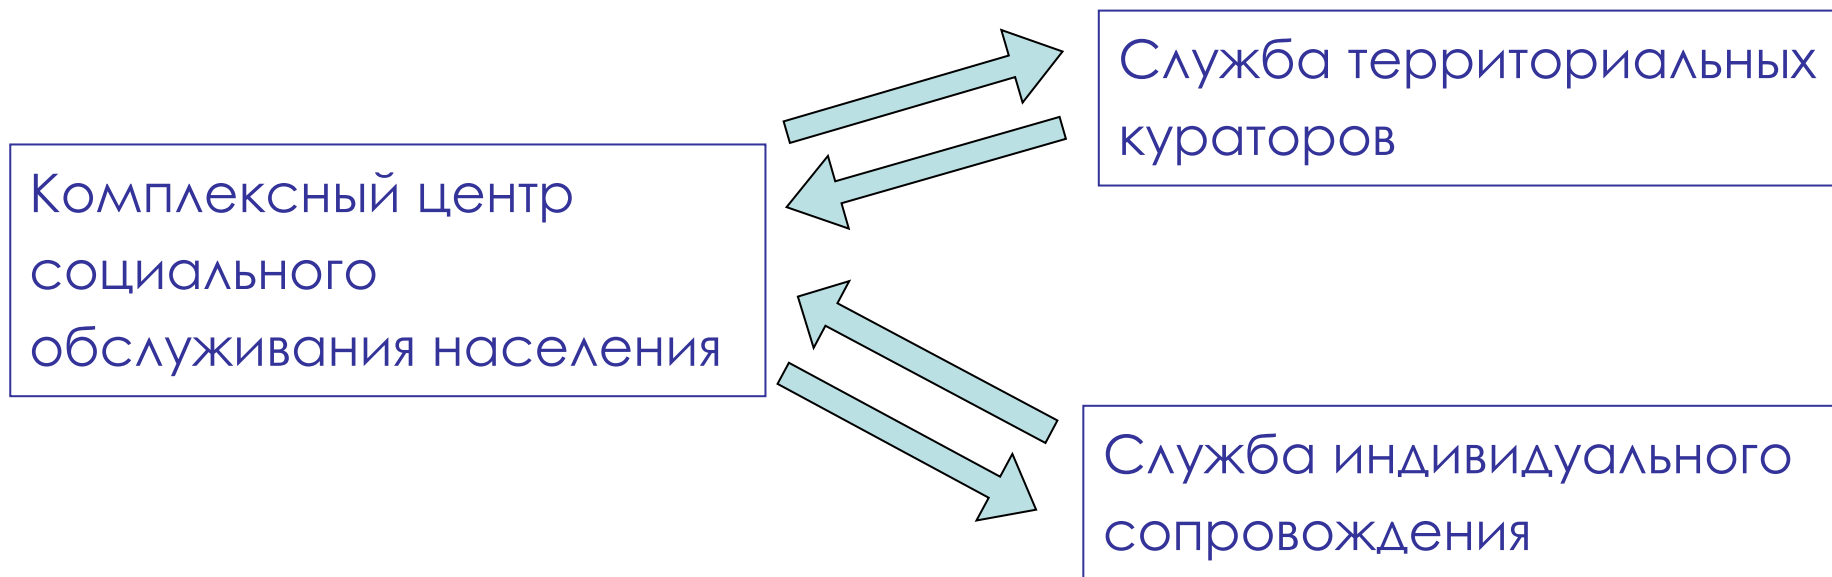 Служба территориальных
кураторов
Комплексный центр
социального
обслуживания населения
Служба индивидуального
сопровождения